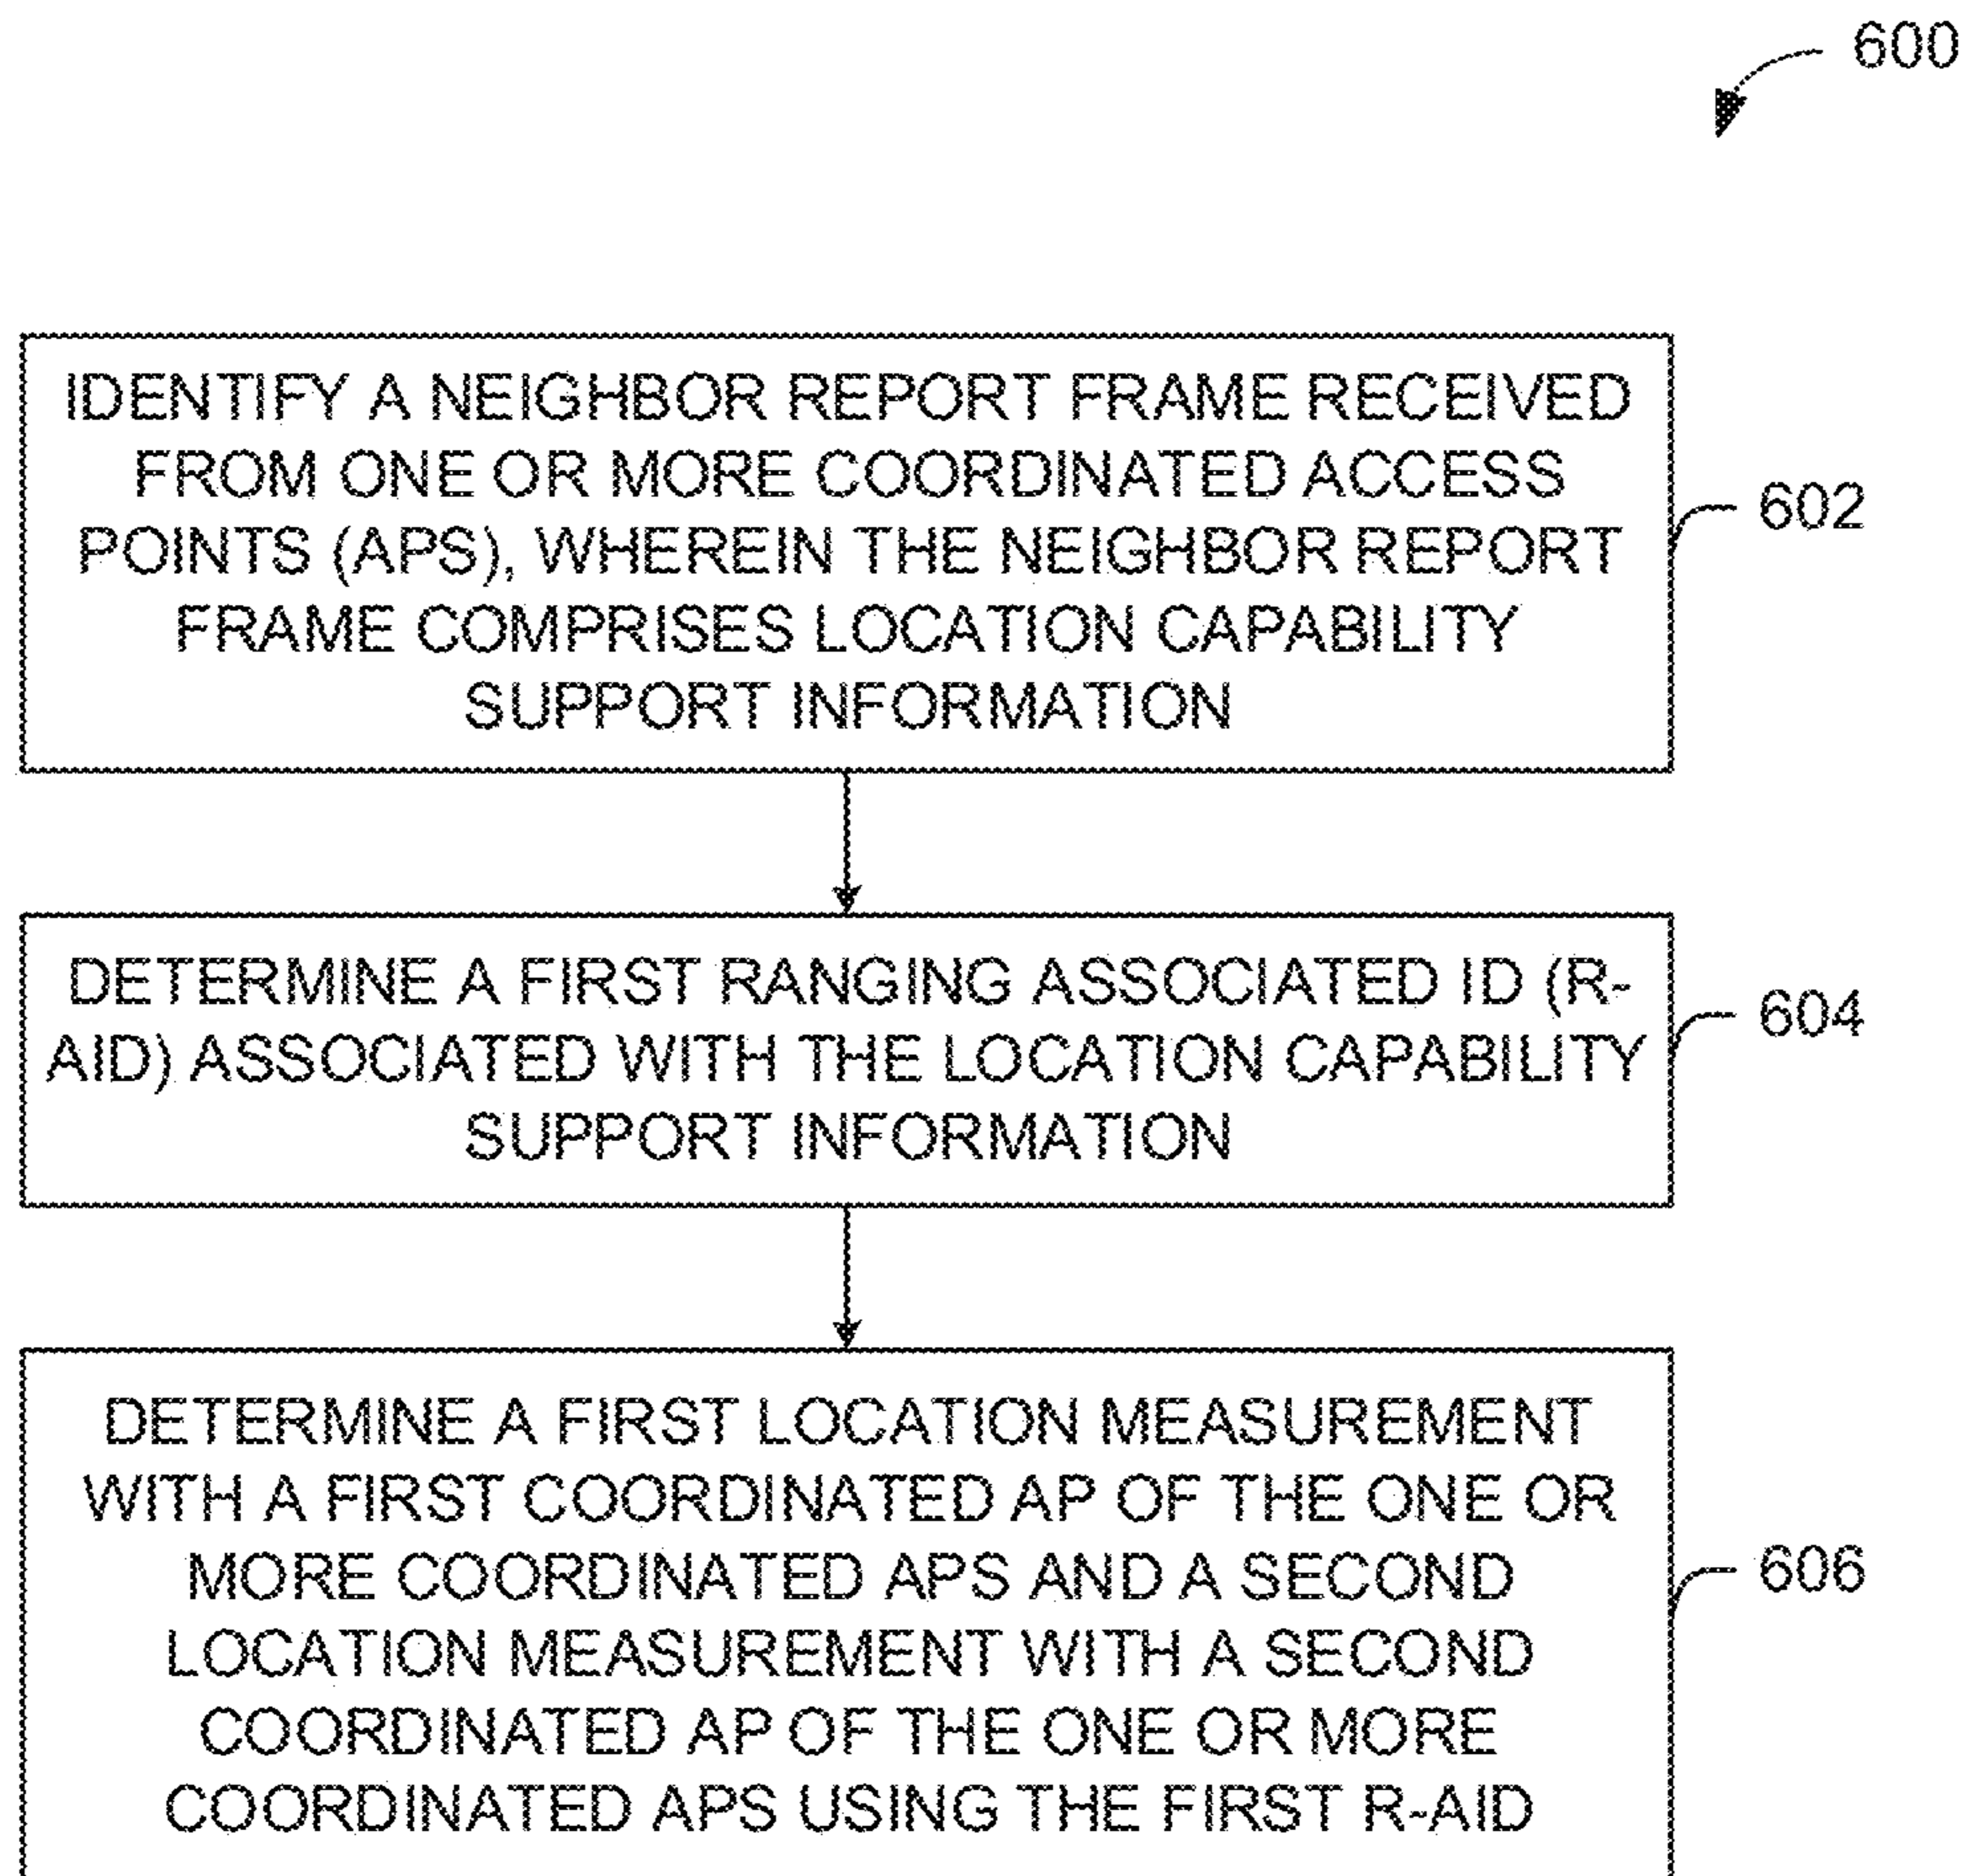 600
IDENTIFY A NEIGHBOR REPORT FRAME RECEIVED
FROM ONE OR MORE COORDINATED ACCESS
POINTS (APS), WHEREIN THE NEIGHBOR REPORT
FRAME COMPRISES LOCATION CAPABILITY
SUPPORT INFORMATION
602
DETERMINE A FIRST RANGING ASSOCIATED ID (R-
AID) ASSOCIATED WITH THE LOCATION CAPABILITY
SUPPORT INFORMATION
604
DETERMINE A FIRST LOCATION MEASUREMENT
WITH A FIRST COORDINATED AP OF THE ONE OR
MORE COORDINATED APS AND A SECOND
LOCATION MEASUREMENT WITH A SECOND
COORDINATED AP OF THE ONE OR MORE
COORDINATED APS USING THE FIRST R-AID
606